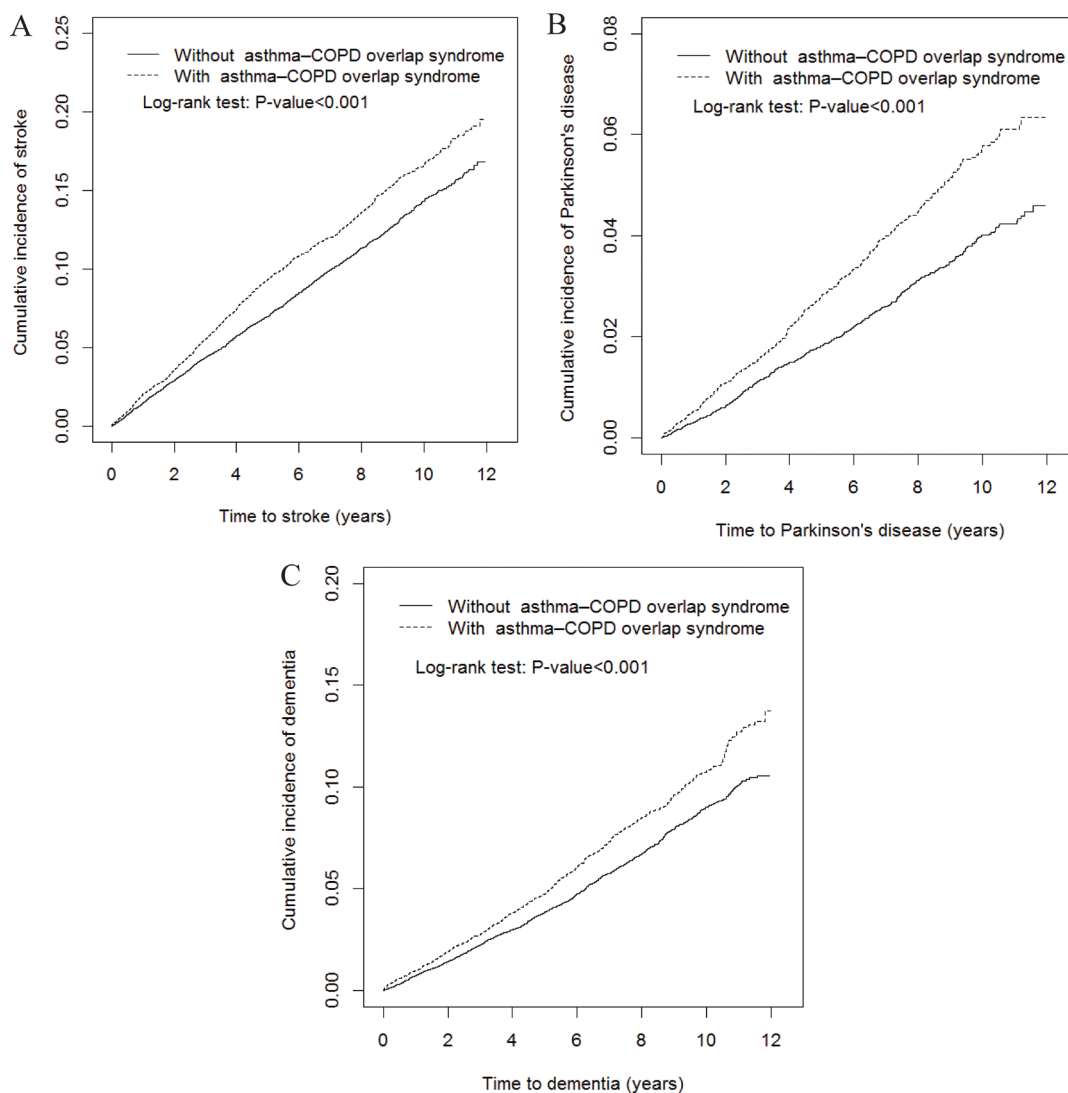 A
Cumulative incidence of stroke
0.25
0.20
0.15
0.10
0.05
0.00
Without asthma–COPD overlap syndrome
With asthma–COPD overlap syndrome
Log-rank test: P-value<0.001
0 2 4 6 8 10 12
Time to stroke (years)
B
Cumulative incidence of Parkinson's disease
0.08
0.06
0.04
0.02
0.00
Without asthma–COPD overlap syndrome
With asthma–COPD overlap syndrome
Log-rank test: P-value<0.001
0 2 4 6 8 10 12
Time to Parkinson's disease (years)
C
Cumulative incidence of dementia
0.20
0.15
0.10
0.05
0.00
Without asthma–COPD overlap syndrome
With asthma–COPD overlap syndrome
Log-rank test: P-value<0.001
0 2 4 6 8 10 12
Time to dementia (years)